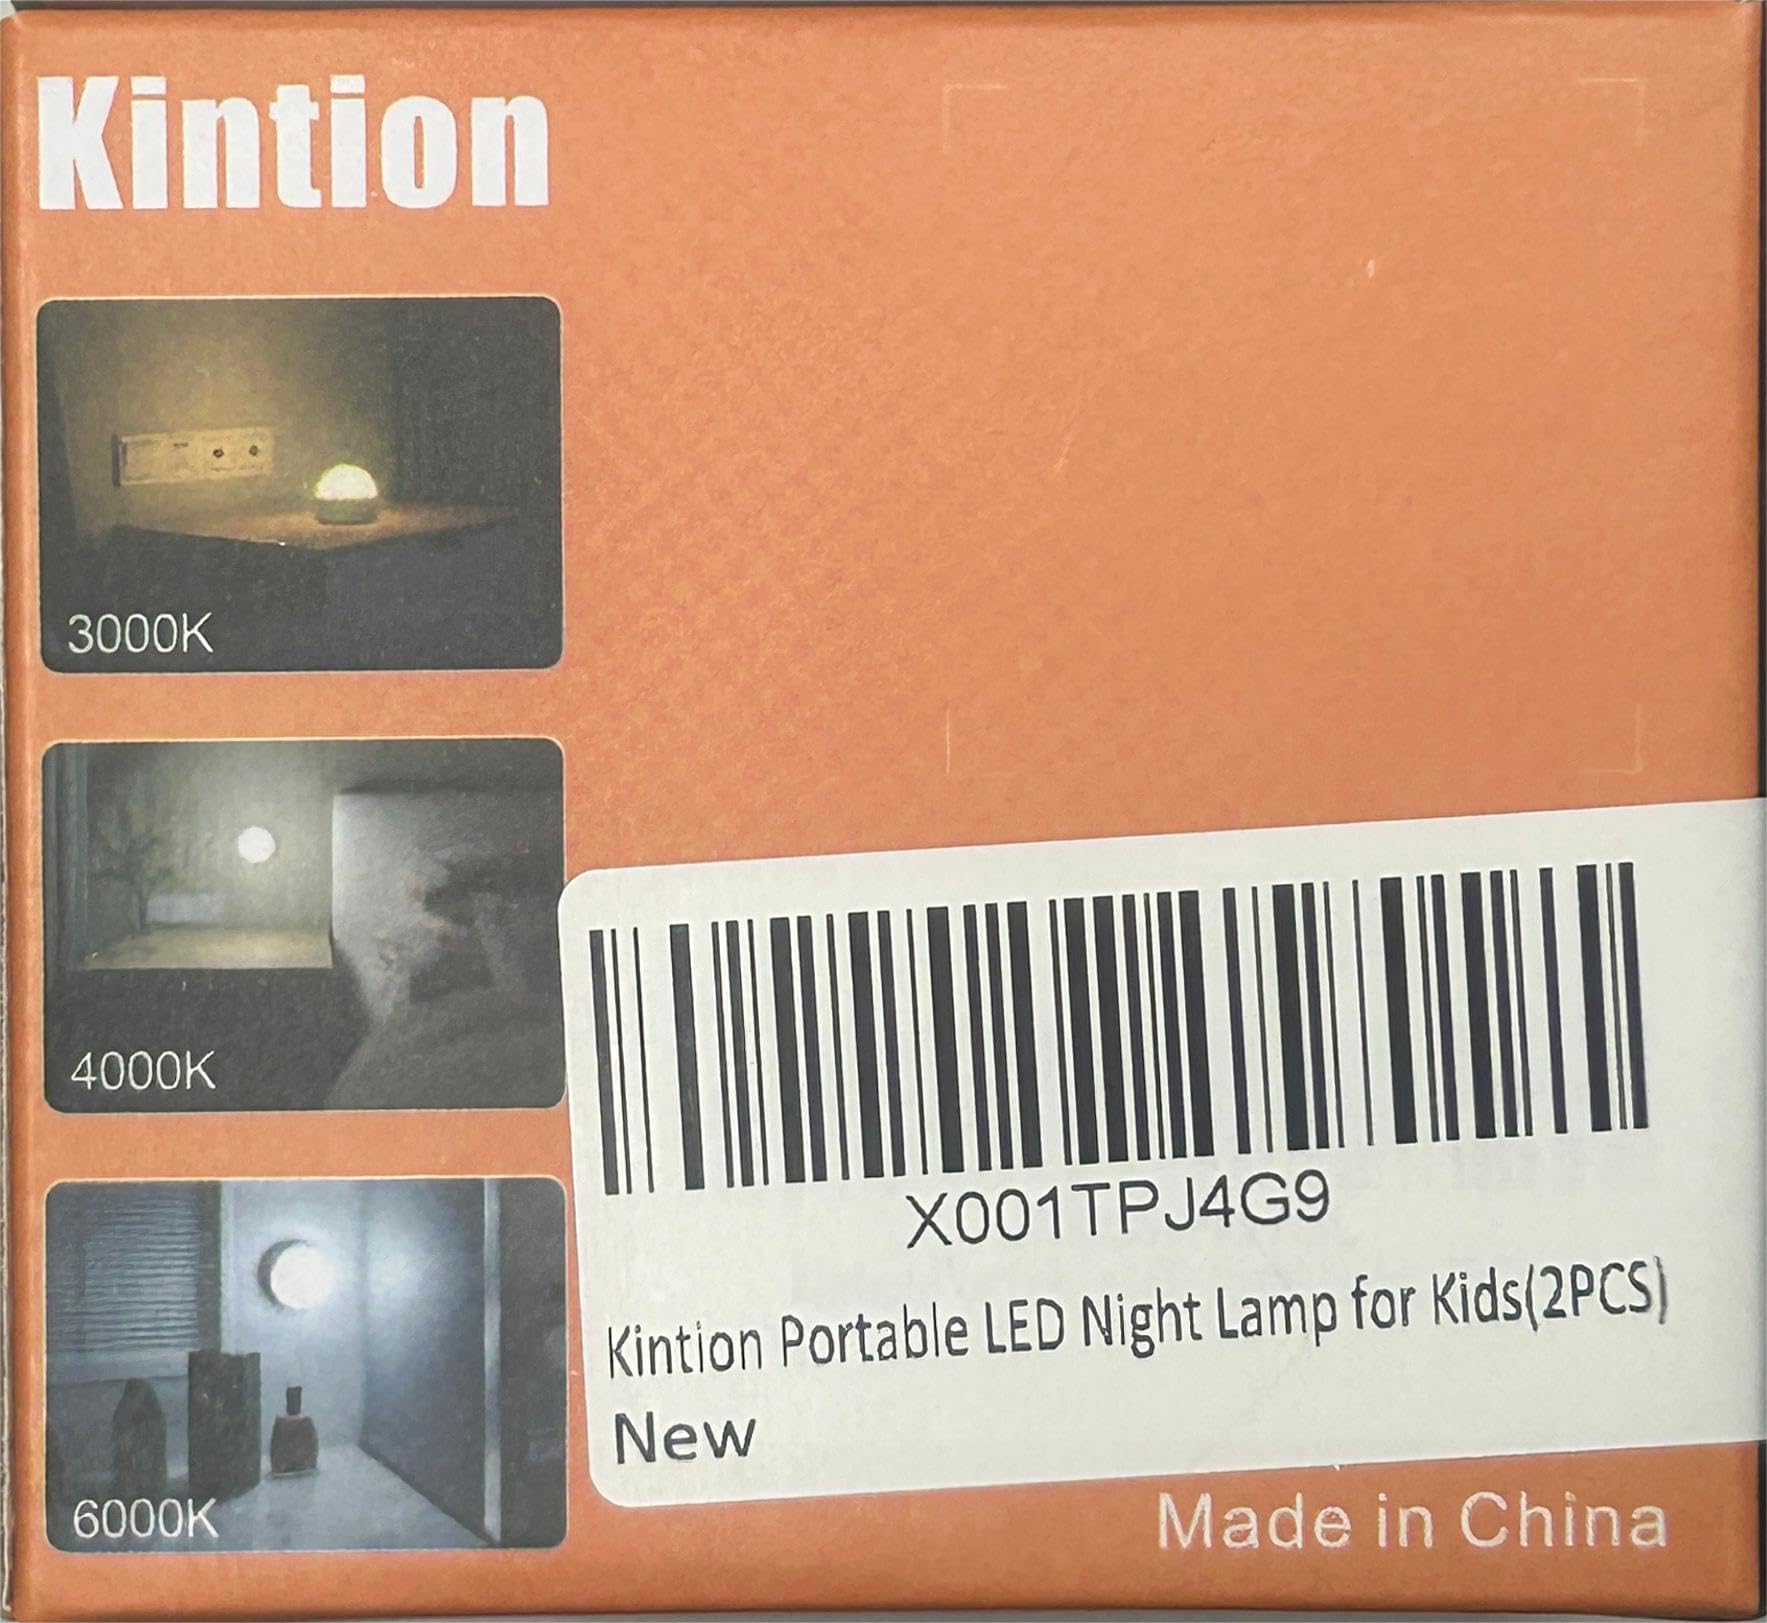 Kintion
3000K
4000K
6000K
X001TPJ4G9
Kintion Portable LED Night Lamp for Kids(2PCS)
New
Made in China